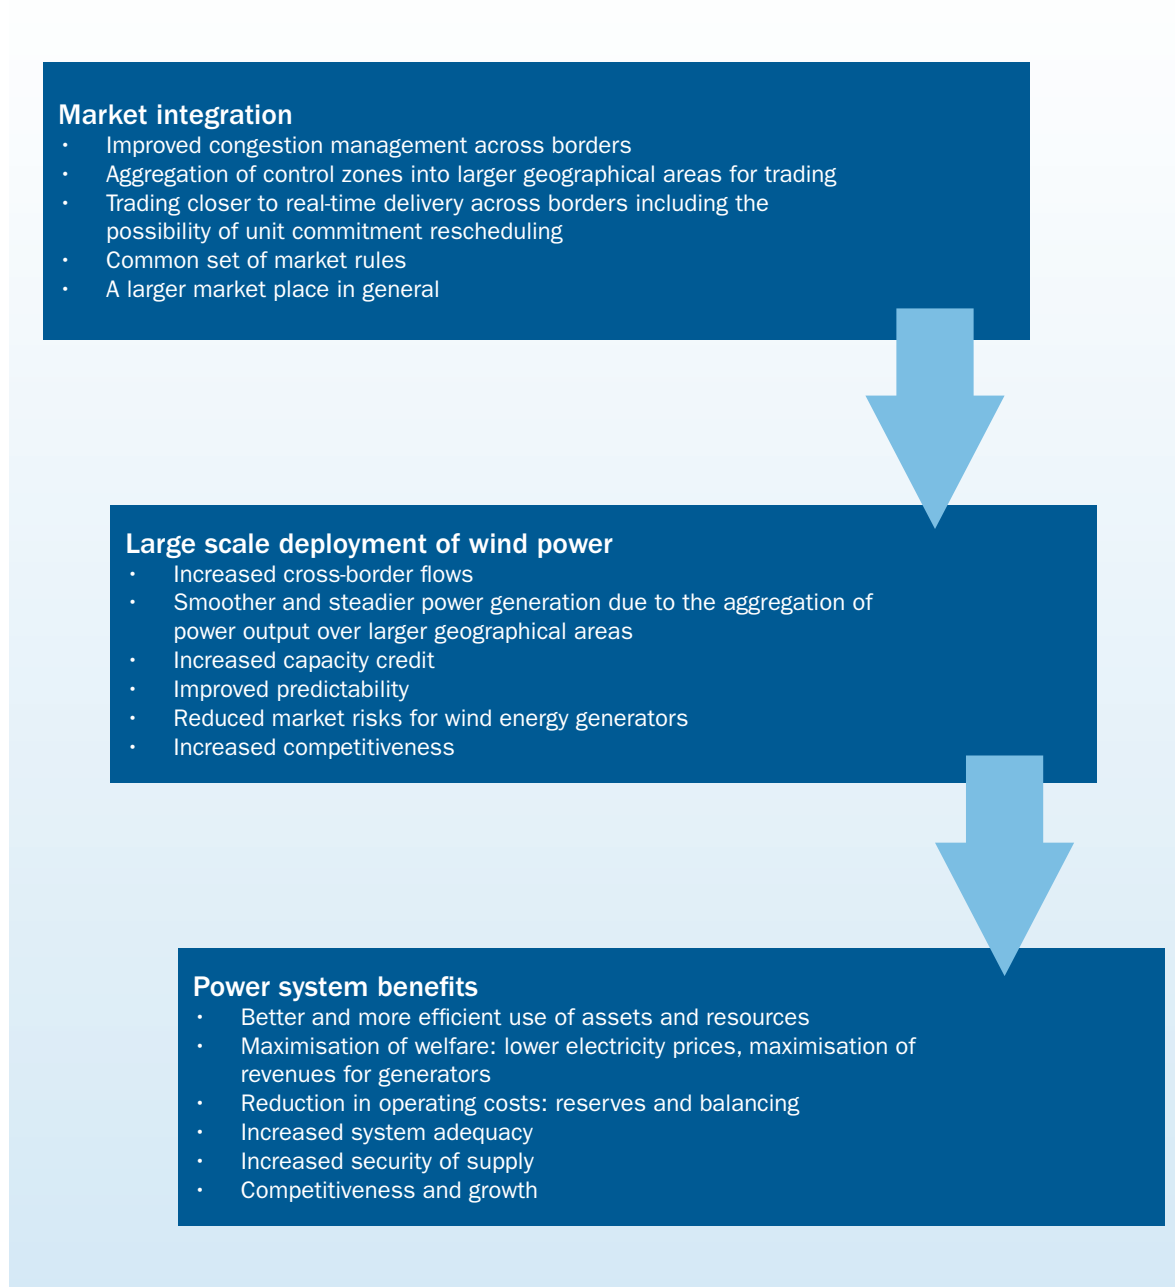 Market integration
· Improved congestion management across borders
· Aggregation of control zones into larger geographical areas for trading
· Trading closer to real-time delivery across borders including the
possibility of unit commitment rescheduling
· Common set of market rules
· A larger market place in general
Large scale deployment of wind power
· Increased cross-border flows
· Smoother and steadier power generation due to the aggregation of
power output over larger geographical areas
· Increased capacity credit
· Improved predictability
· Reduced market risks for wind energy generators
· Increased competitiveness
Power system benefits
· Better and more efficient use of assets and resources
· Maximisation of welfare: lower electricity prices, maximisation of
revenues for generators
· Reduction in operating costs: reserves and balancing
· Increased system adequacy
· Increased security of supply
· Competitiveness and growth